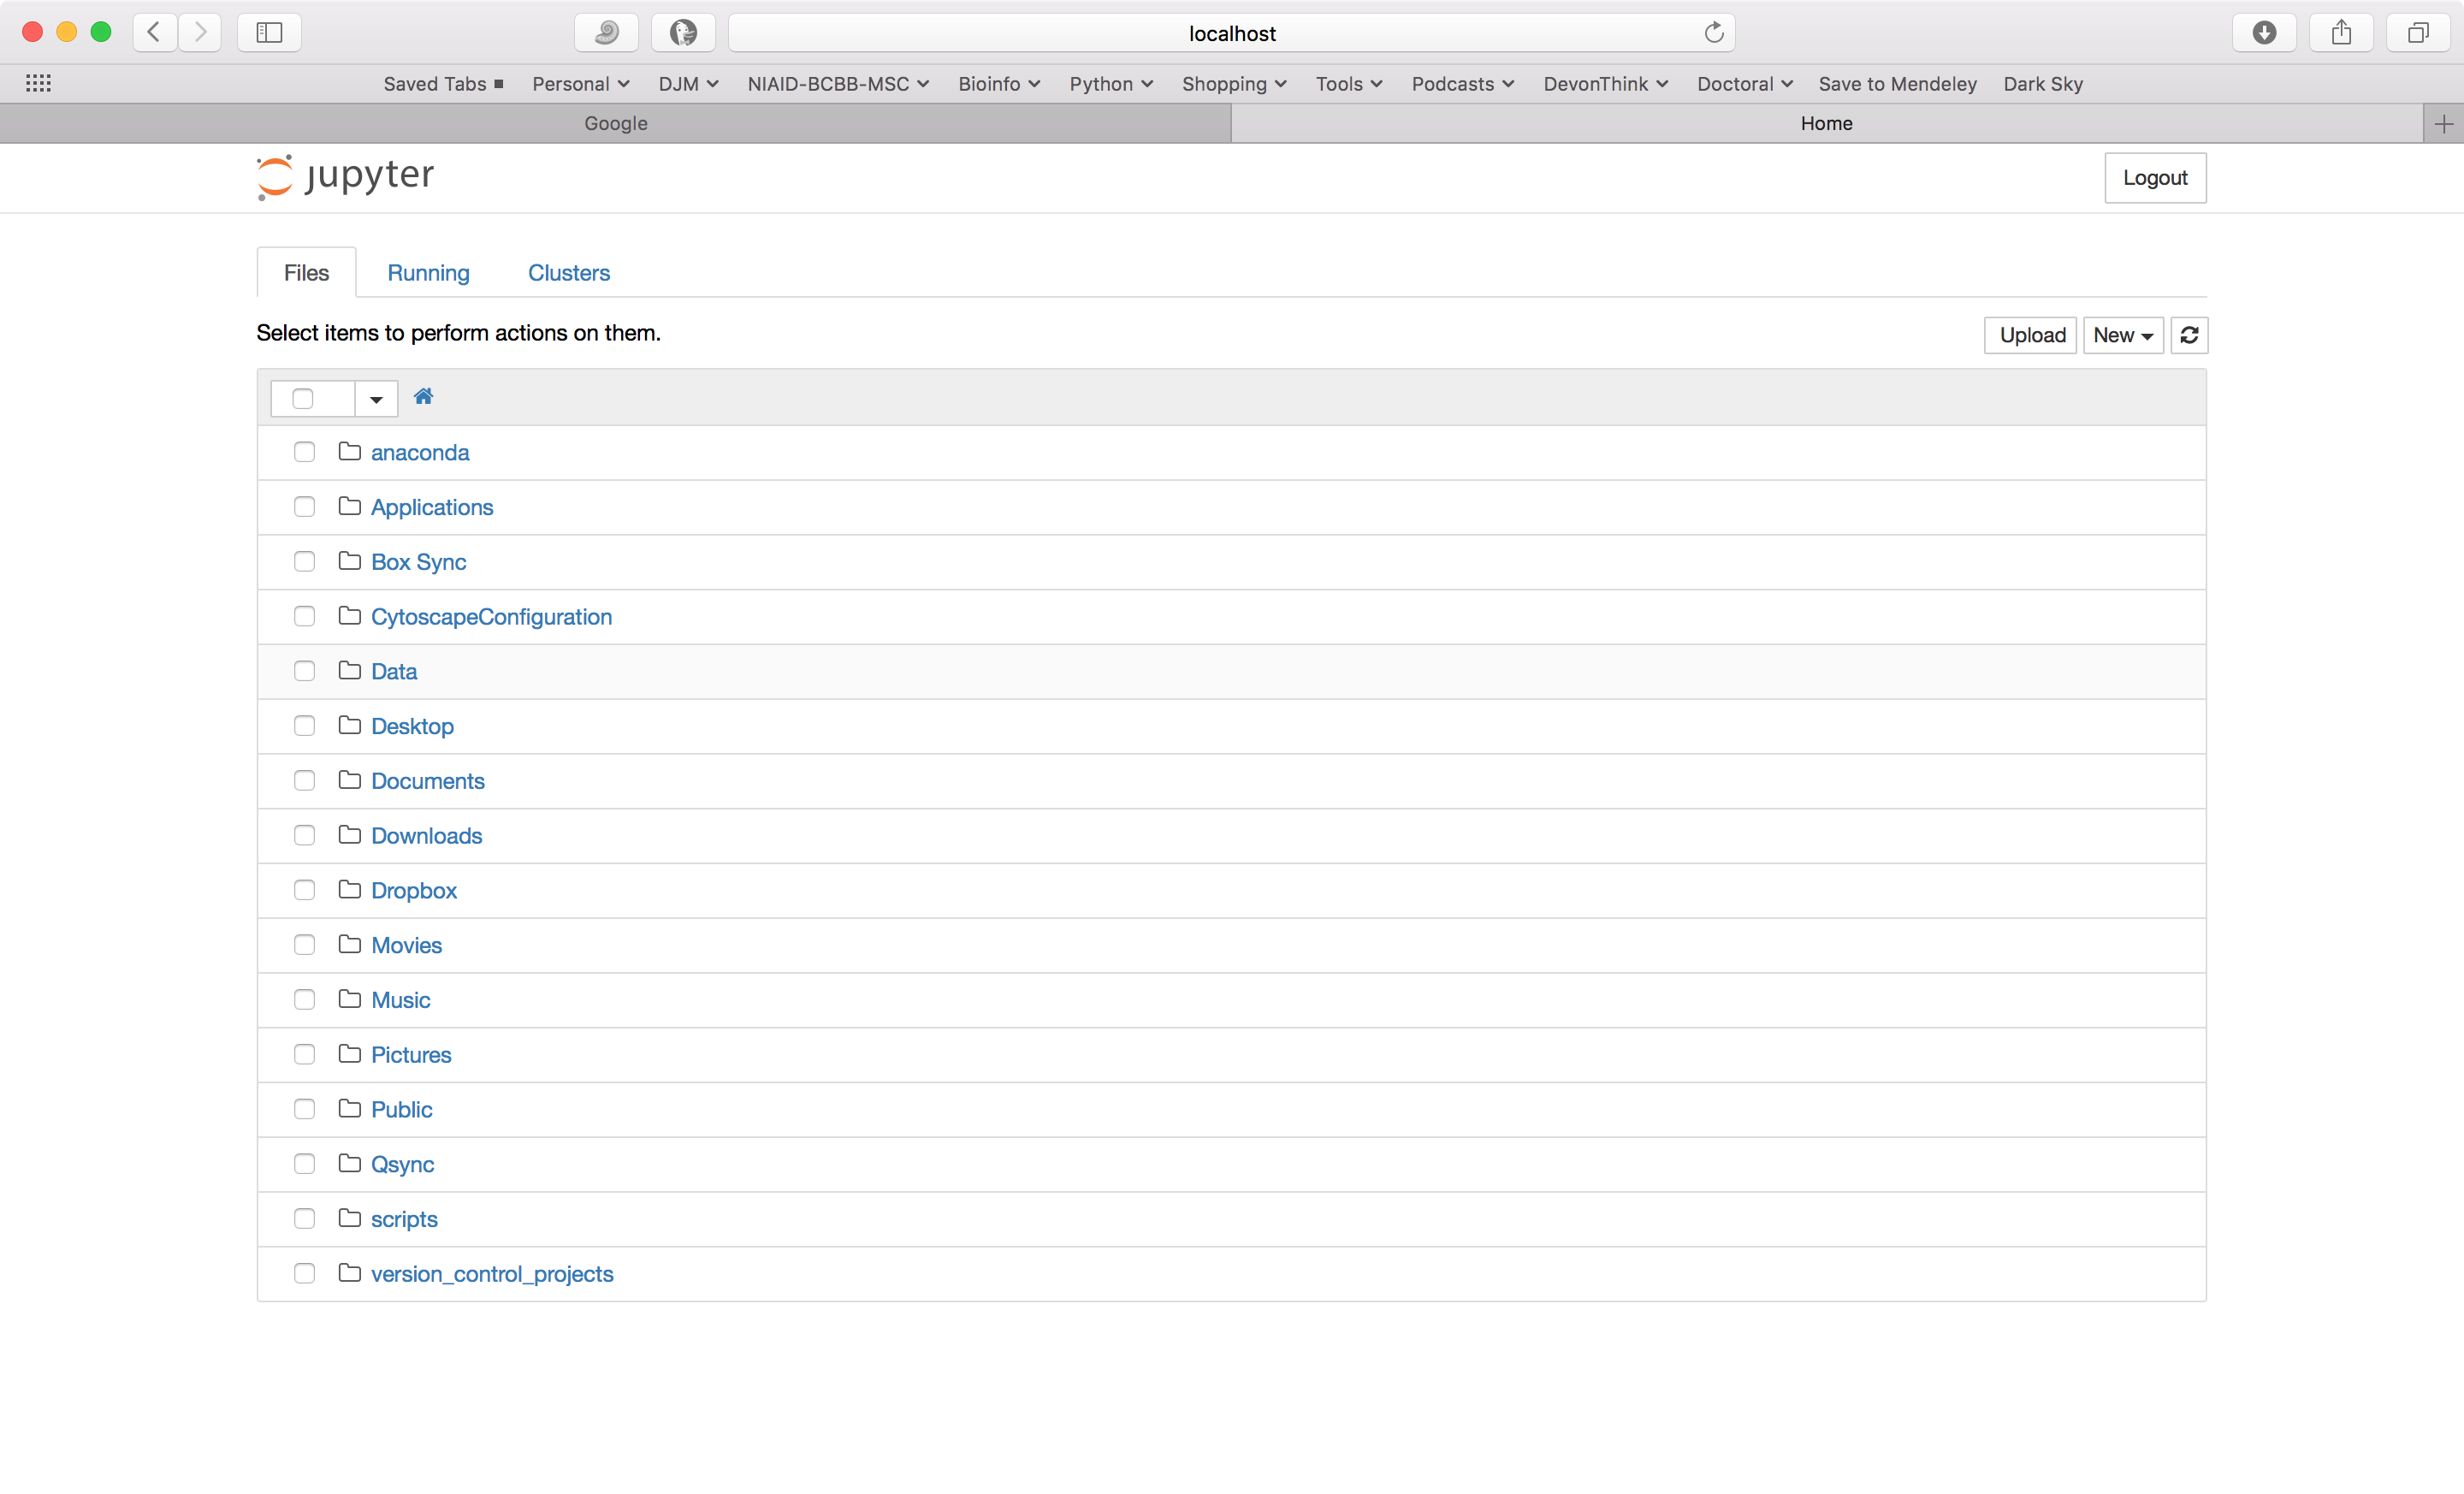 localhost
Saved Tabs Personal DJM NIAID-BCBB-MSC Bioinfo Python Shopping Tools Podcasts DevonThink Doctoral Save to Mendeley Dark Sky
Google Home
jupyter Logout
Files Running Clusters
Select items to perform actions on them. Upload New
anaconda
Applications
Box Sync
CytoscapeConfiguration
Data
Desktop
Documents
Downloads
Dropbox
Movies
Music
Pictures
Public
Qsync
scripts
version_control_projects